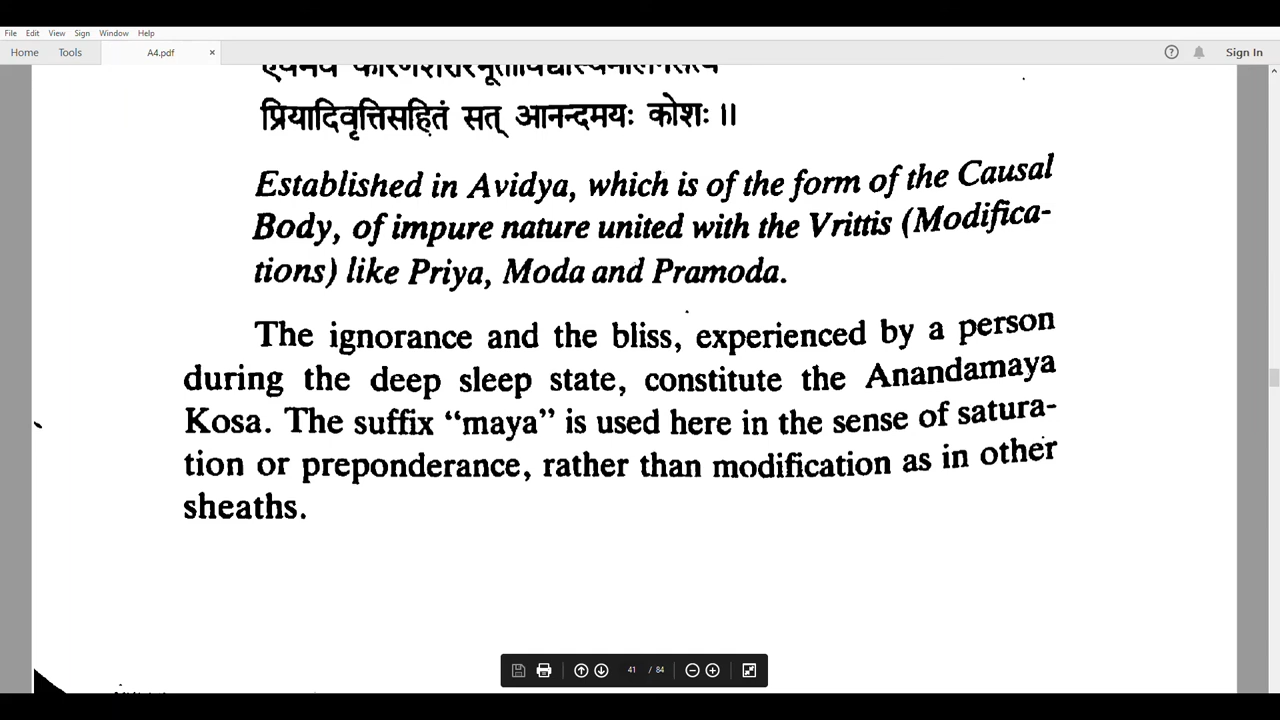 File Edit View Sign Window Help
Home Tools A4.pdf × ? Sign In
प्रियादिवृत्तिसहितं सत् आनन्दमयः कोशः ॥
Established in Avidya, which is of the form of the Causal
Body, of impure nature united with the Vrittis (Modifica-
tions) like Priya, Moda and Pramoda.
The ignorance and the bliss, experienced by a person
during the deep sleep state, constitute the Anandamaya
Kosa. The suffix “maya” is used here in the sense of satura-
tion or preponderance, rather than modification as in other
sheaths.
41 / 84